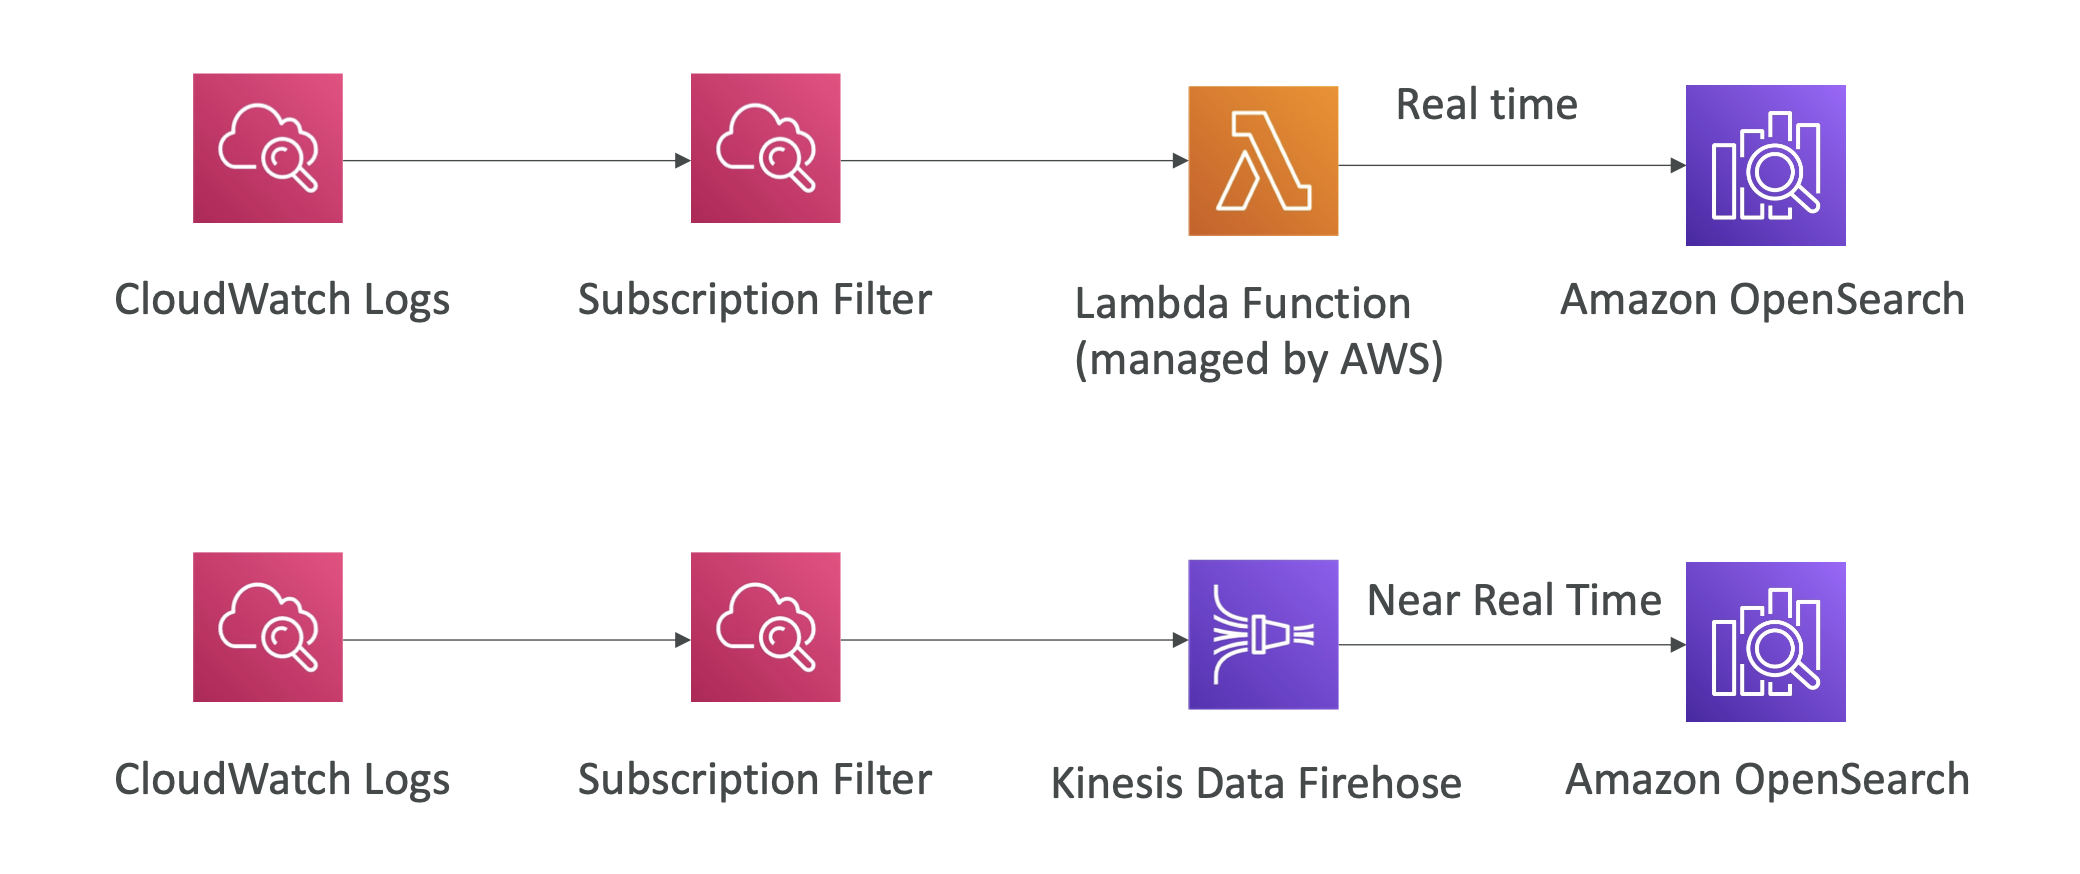 Real time
CloudWatch Logs
Subscription Filter
Lambda Function
(managed by AWS)
Amazon OpenSearch
Near Real Time
CloudWatch Logs
Subscription Filter
Kinesis Data Firehose
Amazon OpenSearch